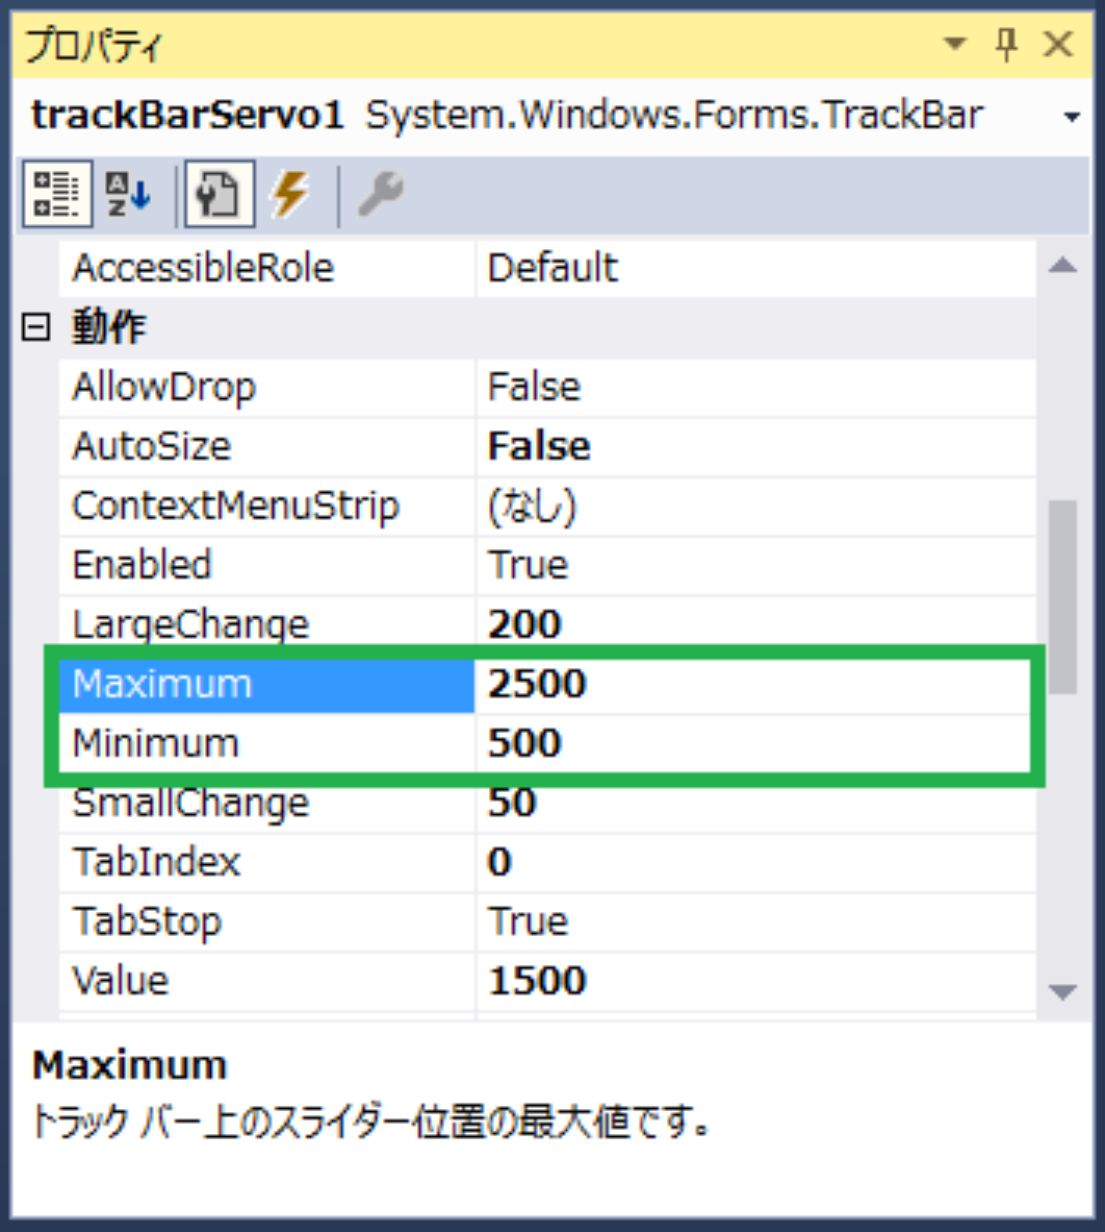 プロパティ
trackBarServo1 System.Windows.Forms.TrackBar
AccessibleRole Default
動作
AllowDrop False
AutoSize False
ContextMenuStrip (なし)
Enabled True
LargeChange 200
Maximum 2500
Minimum 500
SmallChange 50
TabIndex 0
TabStop True
Value 1500
Maximum
トラック バー上のスライダー位置の最大値です。